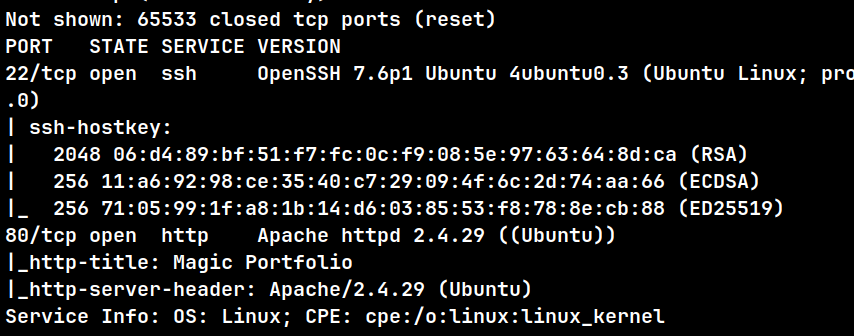 Not shown: 65533 closed tcp ports (reset)
PORT   STATE SERVICE VERSION
22/tcp open  ssh     OpenSSH 7.6p1 Ubuntu 4ubuntu0.3 (Ubuntu Linux; pro
.0)
| ssh-hostkey:
|   2048 06:d4:89:bf:51:f7:fc:0c:f9:08:5e:97:63:64:8d:ca (RSA)
|   256 11:a6:92:98:ce:35:40:c7:29:09:4f:6c:2d:74:aa:66 (ECDSA)
|_  256 71:05:99:1f:a8:1b:14:d6:03:85:53:f8:78:8e:cb:88 (ED25519)
80/tcp open  http    Apache httpd 2.4.29 ((Ubuntu))
|_http-title: Magic Portfolio
|_http-server-header: Apache/2.4.29 (Ubuntu)
Service Info: OS: Linux; CPE: cpe:/o:linux:linux_kernel